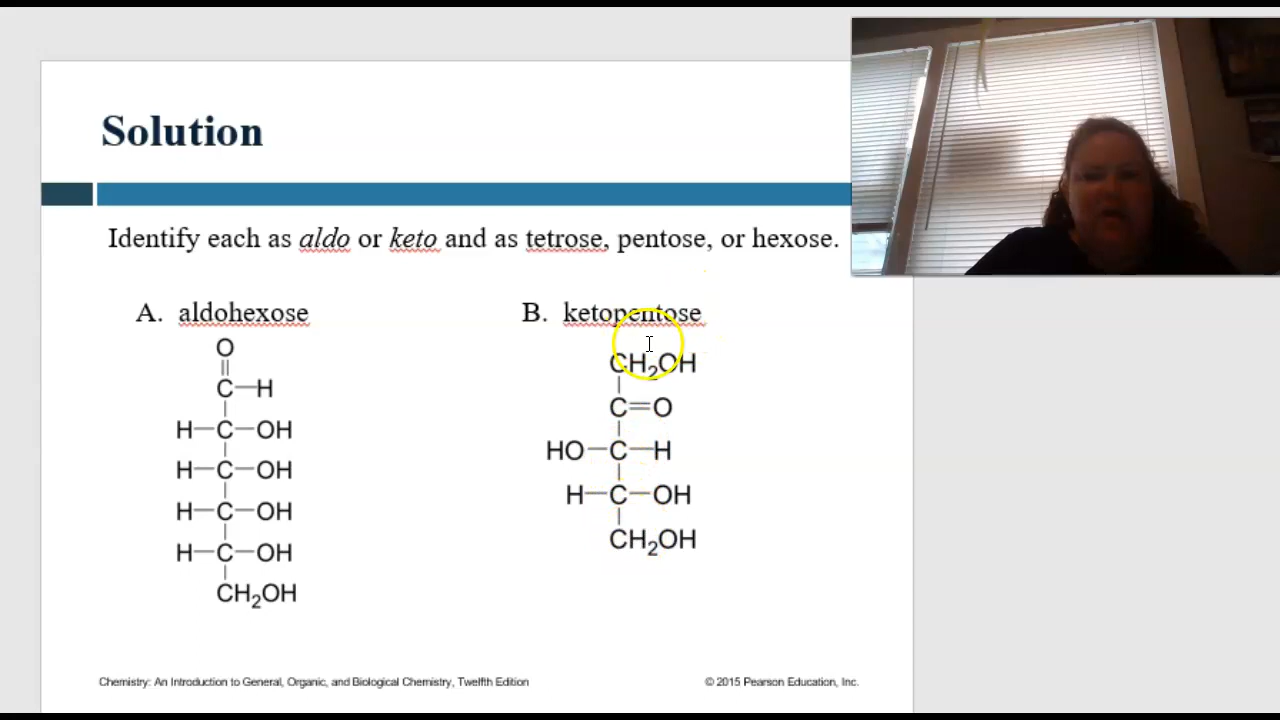 Solution
Identify each as aldo or keto and as tetrose, pentose, or hexose.
A. aldohexose
B. ketopentose
O
C—H
H—C—OH
H—C—OH
H—C—OH
H—C—OH
CH₂OH
CH₂OH
C=O
HO—C—H
H—C—OH
CH₂OH
Chemistry: An Introduction to General, Organic, and Biological Chemistry, Twelfth Edition
© 2015 Pearson Education, Inc.